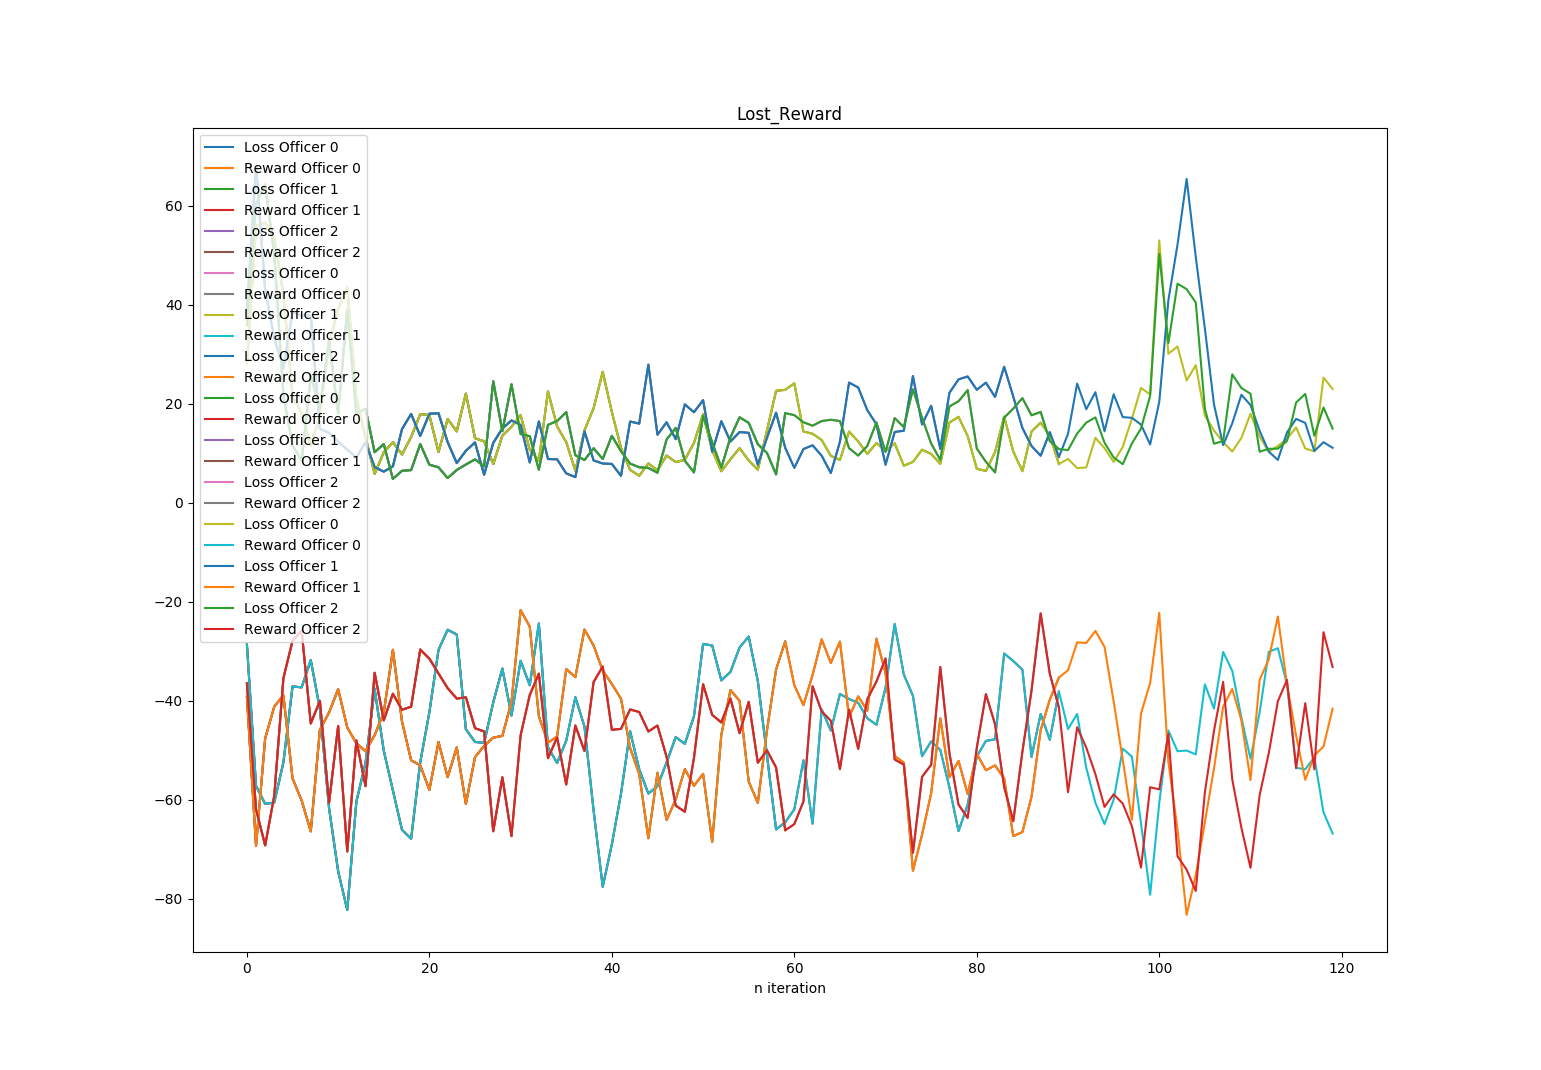 Lost_Reward
Loss Officer 0
Reward Officer 0
Loss Officer 1
Reward Officer 1
Loss Officer 2
Reward Officer 2
Loss Officer 0
Reward Officer 0
Loss Officer 1
Reward Officer 1
Loss Officer 2
Reward Officer 2
Loss Officer 0
Reward Officer 0
Loss Officer 1
Reward Officer 1
Loss Officer 2
Reward Officer 2
Loss Officer 0
Reward Officer 0
Loss Officer 1
Reward Officer 1
Loss Officer 2
Reward Officer 2
60
40
20
0
−20
−40
−60
−80
0 20 40 60 80 100 120
n iteration